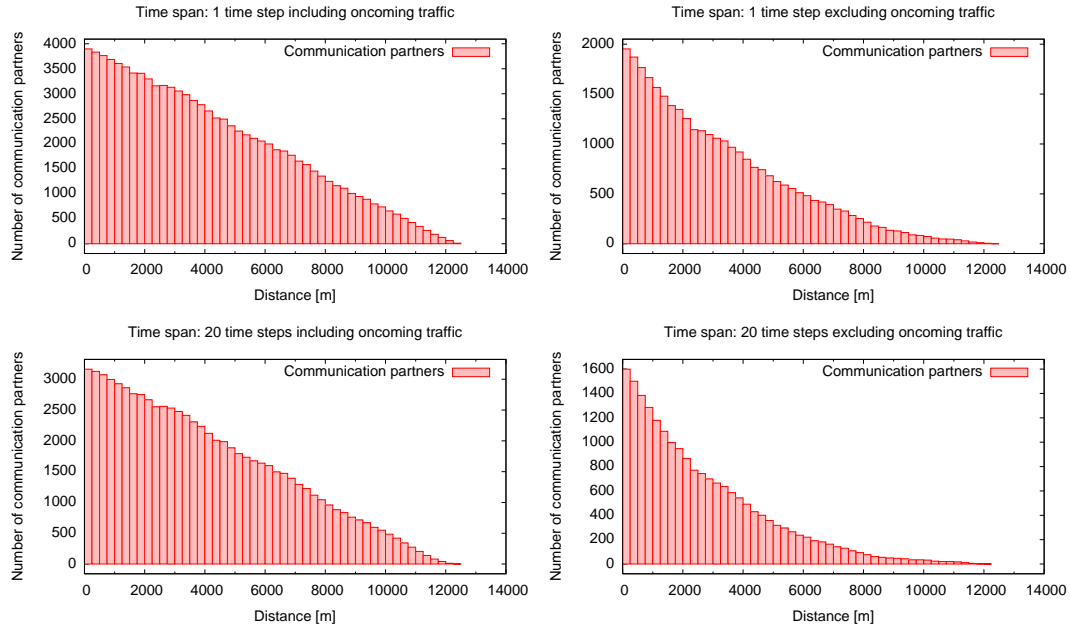 Time span: 1 time step including oncoming traffic
Number of communication partners
4000
3500
3000
2500
2000
1500
1000
500
0
Communication partners
0 2000 4000 6000 8000 10000 12000 14000
Distance [m]
Time span: 1 time step excluding oncoming traffic
Number of communication partners
2000
1500
1000
500
0
Communication partners
0 2000 4000 6000 8000 10000 12000 14000
Distance [m]
Time span: 20 time steps including oncoming traffic
Number of communication partners
3000
2500
2000
1500
1000
500
0
Communication partners
0 2000 4000 6000 8000 10000 12000 14000
Distance [m]
Time span: 20 time steps excluding oncoming traffic
Number of communication partners
1600
1400
1200
1000
800
600
400
200
0
Communication partners
0 2000 4000 6000 8000 10000 12000 14000
Distance [m]